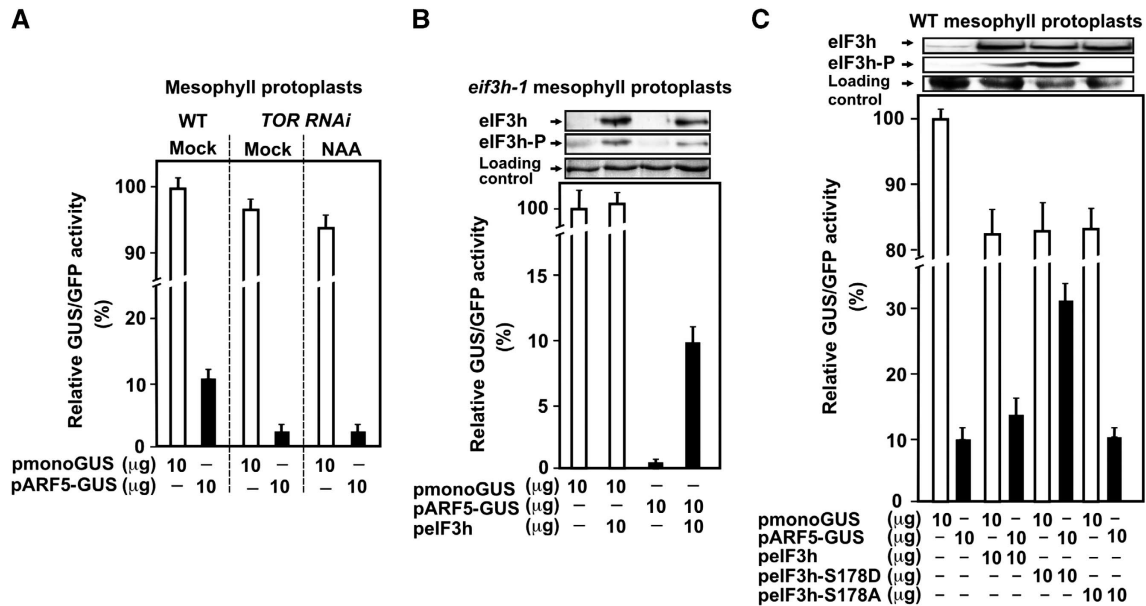 A
Mesophyll protoplasts
WT TOR RNAi
Mock Mock NAA
Relative GUS/GFP activity
(%)
100
90
20
10
0
pmonoGUS (μg) 10 – 10 – 10 –
pARF5-GUS (μg) – 10 – 10 – 10
B
eif3h-1 mesophyll protoplasts
eIF3h
eIF3h-P
Loading
control
Relative GUS/GFP activity
(%)
100
15
10
5
0
pmonoGUS (μg) 10 10 – –
pARF5-GUS (μg) – – 10 10
peIF3h (μg) – 10 – 10
C
WT mesophyll protoplasts
eIF3h
eIF3h-P
Loading
control
Relative GUS/GFP activity
(%)
100
90
80
30
20
10
0
pmonoGUS (μg) 10 – 10 – 10 – 10 –
pARF5-GUS (μg) – 10 – 10 – 10 – 10
peIF3h (μg) – – 10 10 – – – –
peIF3h-S178D (μg) – – – – 10 10 – –
peIF3h-S178A (μg) – – – – – – 10 10